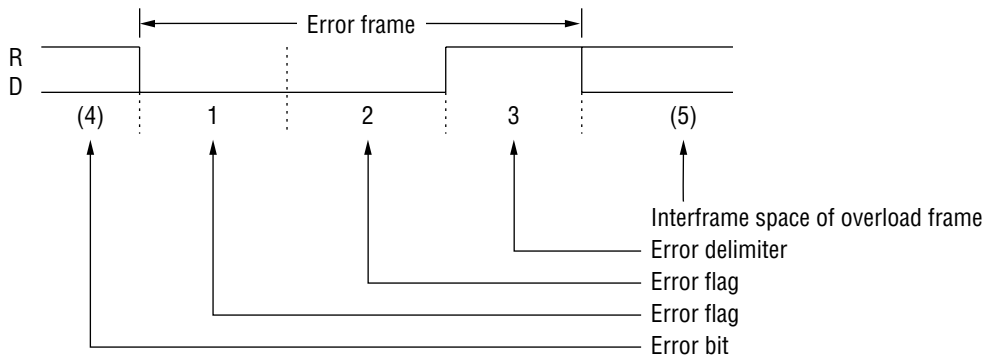 Error frame
R
D
(4) 1 2 3 (5)
Interframe space of overload frame
Error delimiter
Error flag
Error flag
Error bit